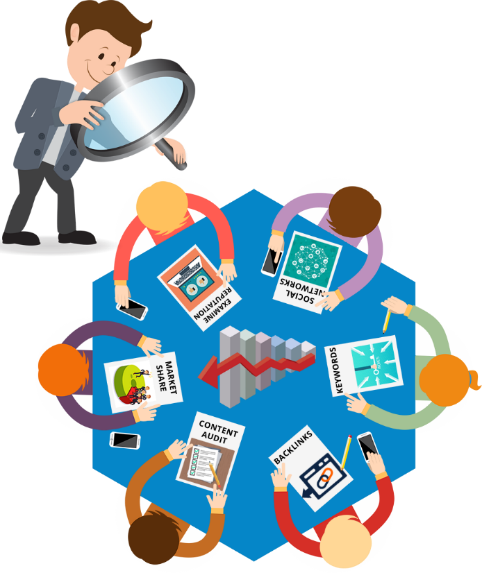 EXAMINE
REPUTATION
SOCIAL
NETWORKS
MARKET
SHARE
KEYWORDS
CONTENT
AUDIT
BACKLINKS